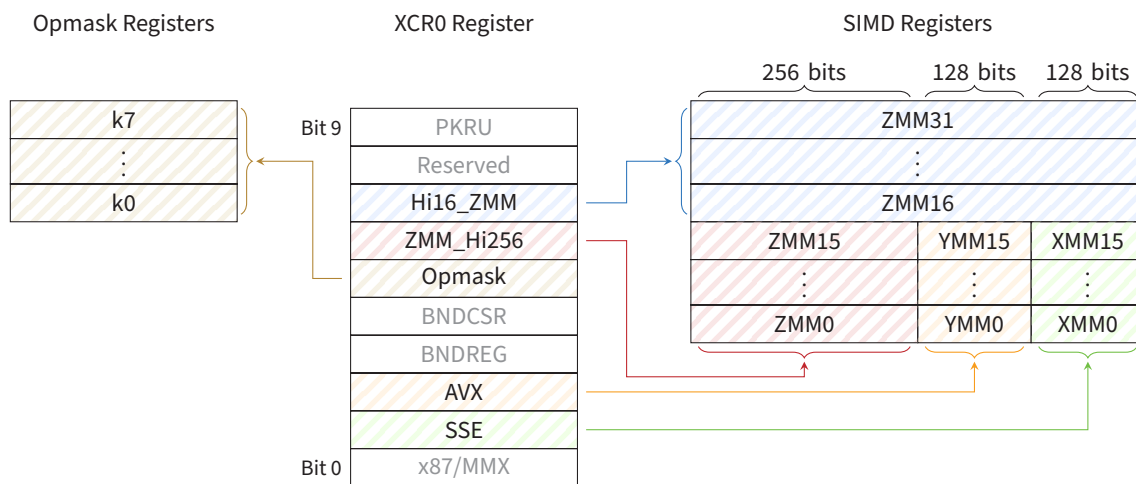 Opmask Registers
XCR0 Register
SIMD Registers
256 bits
128 bits
128 bits
k7
⋮
k0
Bit 9
PKRU
Reserved
Hi16_ZMM
ZMM_Hi256
Opmask
BNDCSR
BNDREG
AVX
SSE
Bit 0
x87/MMX
ZMM31
⋮
ZMM16
ZMM15
YMM15
XMM15
⋮
⋮
⋮
ZMM0
YMM0
XMM0